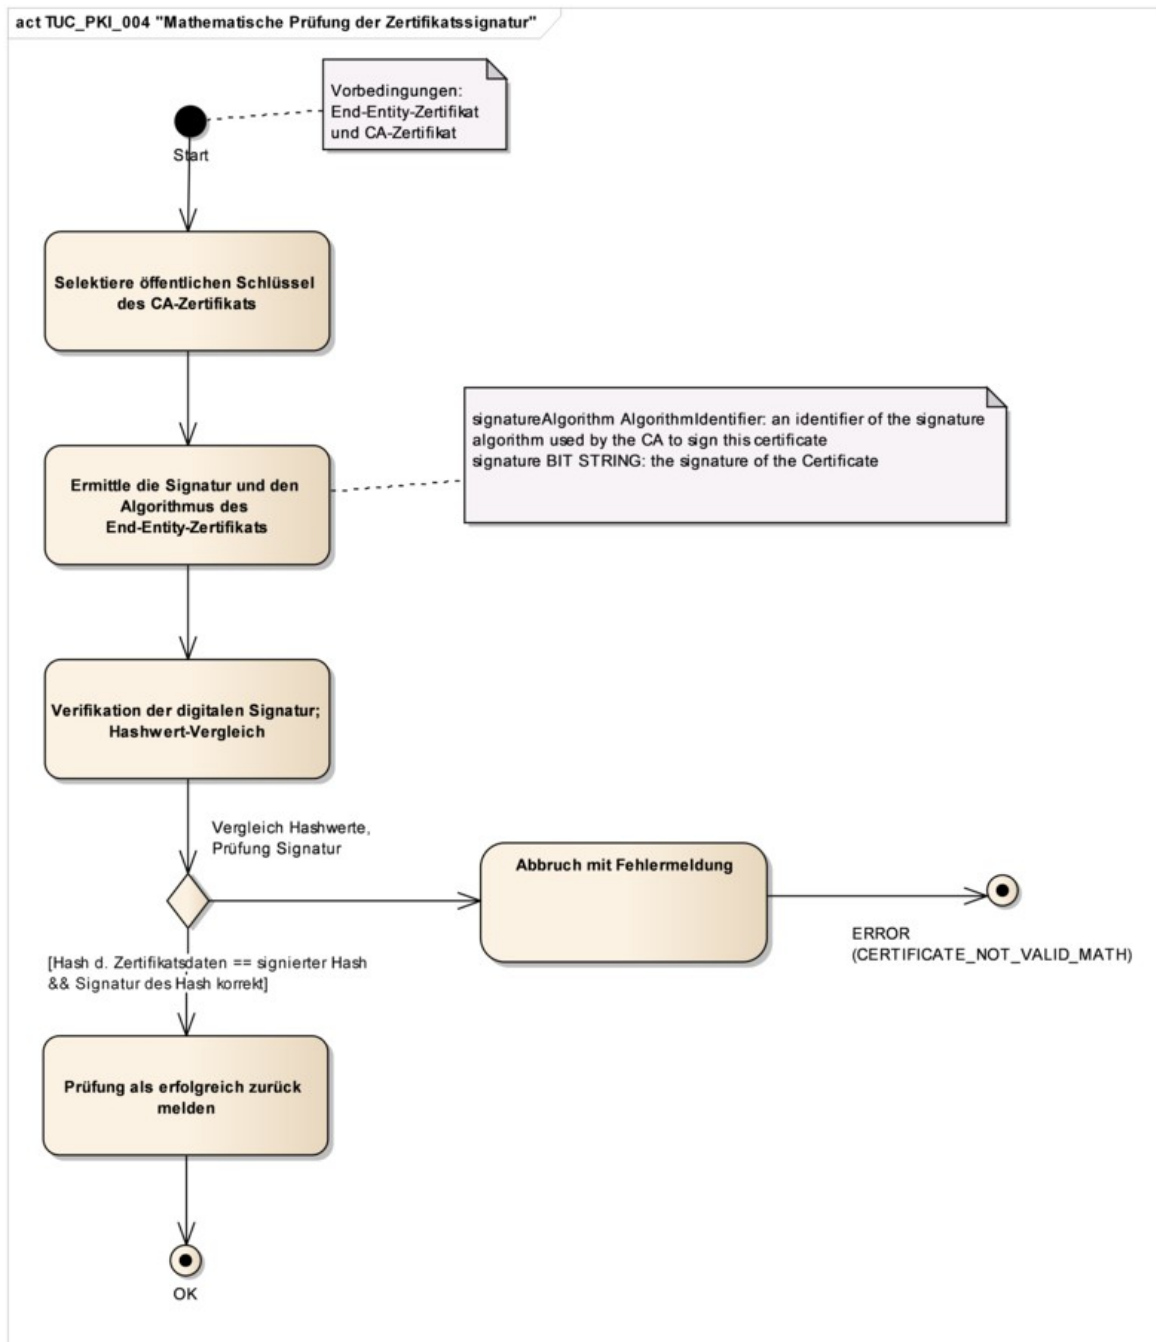 act TUC_PKI_004 "Mathematische Prüfung der Zertifikatssignatur"
Vorbedingungen:
End-Entity-Zertifikat
und CA-Zertifikat
Start
Selektiere öffentlichen Schlüssel
des CA-Zertifikats
signatureAlgorithm AlgorithmIdentifier: an identifier of the signature
algorithm used by the CA to sign this certificate
signature BIT STRING: the signature of the Certificate
Ermittle die Signatur und den
Algorithmus des
End-Entity-Zertifikats
Verifikation der digitalen Signatur;
Hashwert-Vergleich
Vergleich Hashwerte,
Prüfung Signatur
Abbruch mit Fehlermeldung
ERROR
(CERTIFICATE_NOT_VALID_MATH)
[Hash d. Zertifikatsdaten == signierter Hash
&& Signatur des Hash korrekt]
Prüfung als erfolgreich zurück
melden
OK